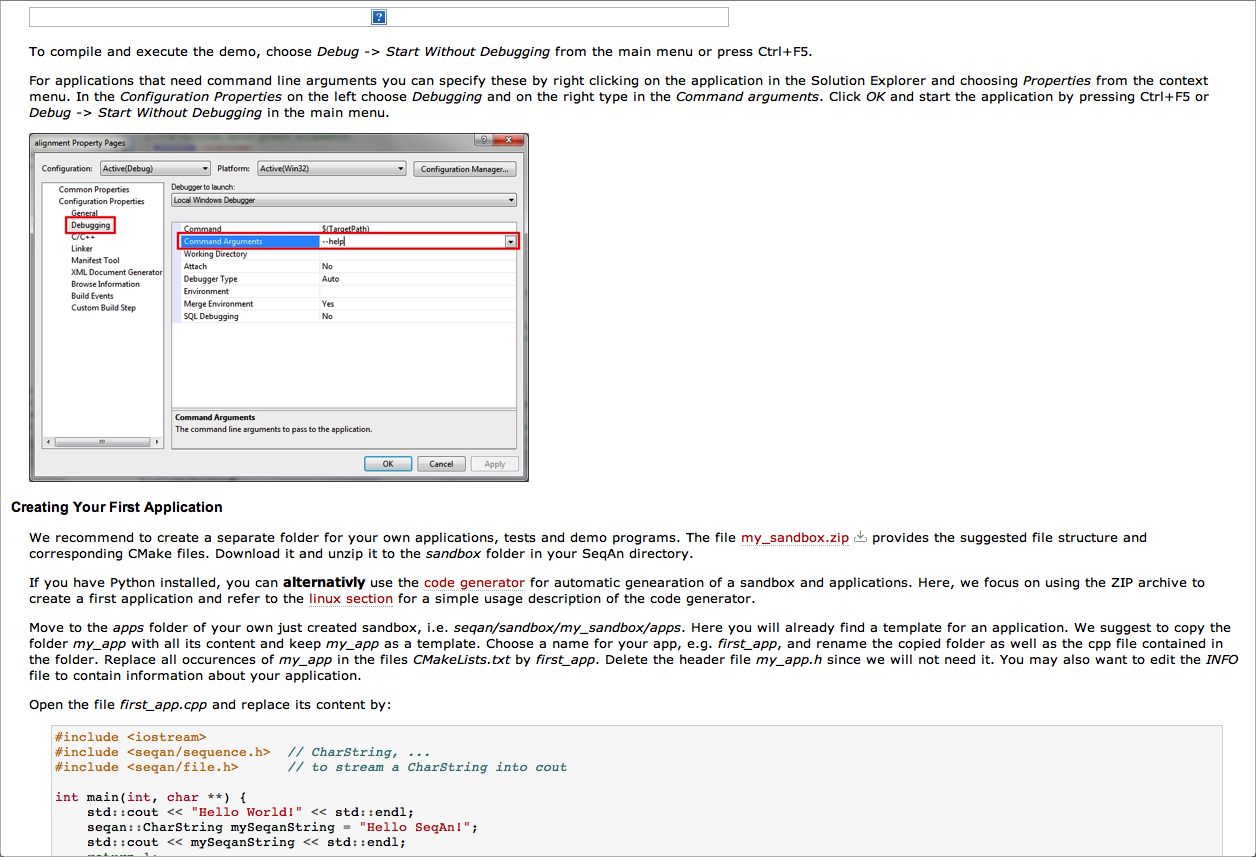 ?
To compile and execute the demo, choose Debug -> Start Without Debugging from the main menu or press Ctrl+F5.
For applications that need command line arguments you can specify these by right clicking on the application in the Solution Explorer and choosing Properties from the context
menu. In the Configuration Properties on the left choose Debugging and on the right type in the Command arguments. Click OK and start the application by pressing Ctrl+F5 or
Debug -> Start Without Debugging in the main menu.
alignment Property Pages
Configuration: Active(Debug) Platform: Active(Win32) Configuration Manager...
Common Properties
Configuration Properties
General
Debugging
C/C++
Linker
Manifest Tool
XML Document Generator
Browse Information
Build Events
Custom Build Step
Debugger to launch:
Local Windows Debugger
Command $(TargetPath)
Command Arguments --help
Working Directory
Attach No
Debugger Type Auto
Environment
Merge Environment Yes
SQL Debugging No
Command Arguments
The command line arguments to pass to the application.
OK Cancel Apply
Creating Your First Application
We recommend to create a separate folder for your own applications, tests and demo programs. The file my_sandbox.zip provides the suggested file structure and
corresponding CMake files. Download it and unzip it to the sandbox folder in your SeqAn directory.
If you have Python installed, you can alternativly use the code generator for automatic genearation of a sandbox and applications. Here, we focus on using the ZIP archive to
create a first application and refer to the linux section for a simple usage description of the code generator.
Move to the apps folder of your own just created sandbox, i.e. seqan/sandbox/my_sandbox/apps. Here you will already find a template for an application. We suggest to copy the
folder my_app with all its content and keep my_app as a template. Choose a name for your app, e.g. first_app, and rename the copied folder as well as the cpp file contained in
the folder. Replace all occurences of my_app in the files CMakeLists.txt by first_app. Delete the header file my_app.h since we will not need it. You may also want to edit the INFO
file to contain information about your application.
Open the file first_app.cpp and replace its content by:
#include <iostream>
#include <seqan/sequence.h>  // CharString, ...
#include <seqan/file.h>      // to stream a CharString into cout
int main(int, char **) {
    std::cout << "Hello World!" << std::endl;
    seqan::CharString mySeqanString = "Hello SeqAn!";
    std::cout << mySeqanString << std::endl;